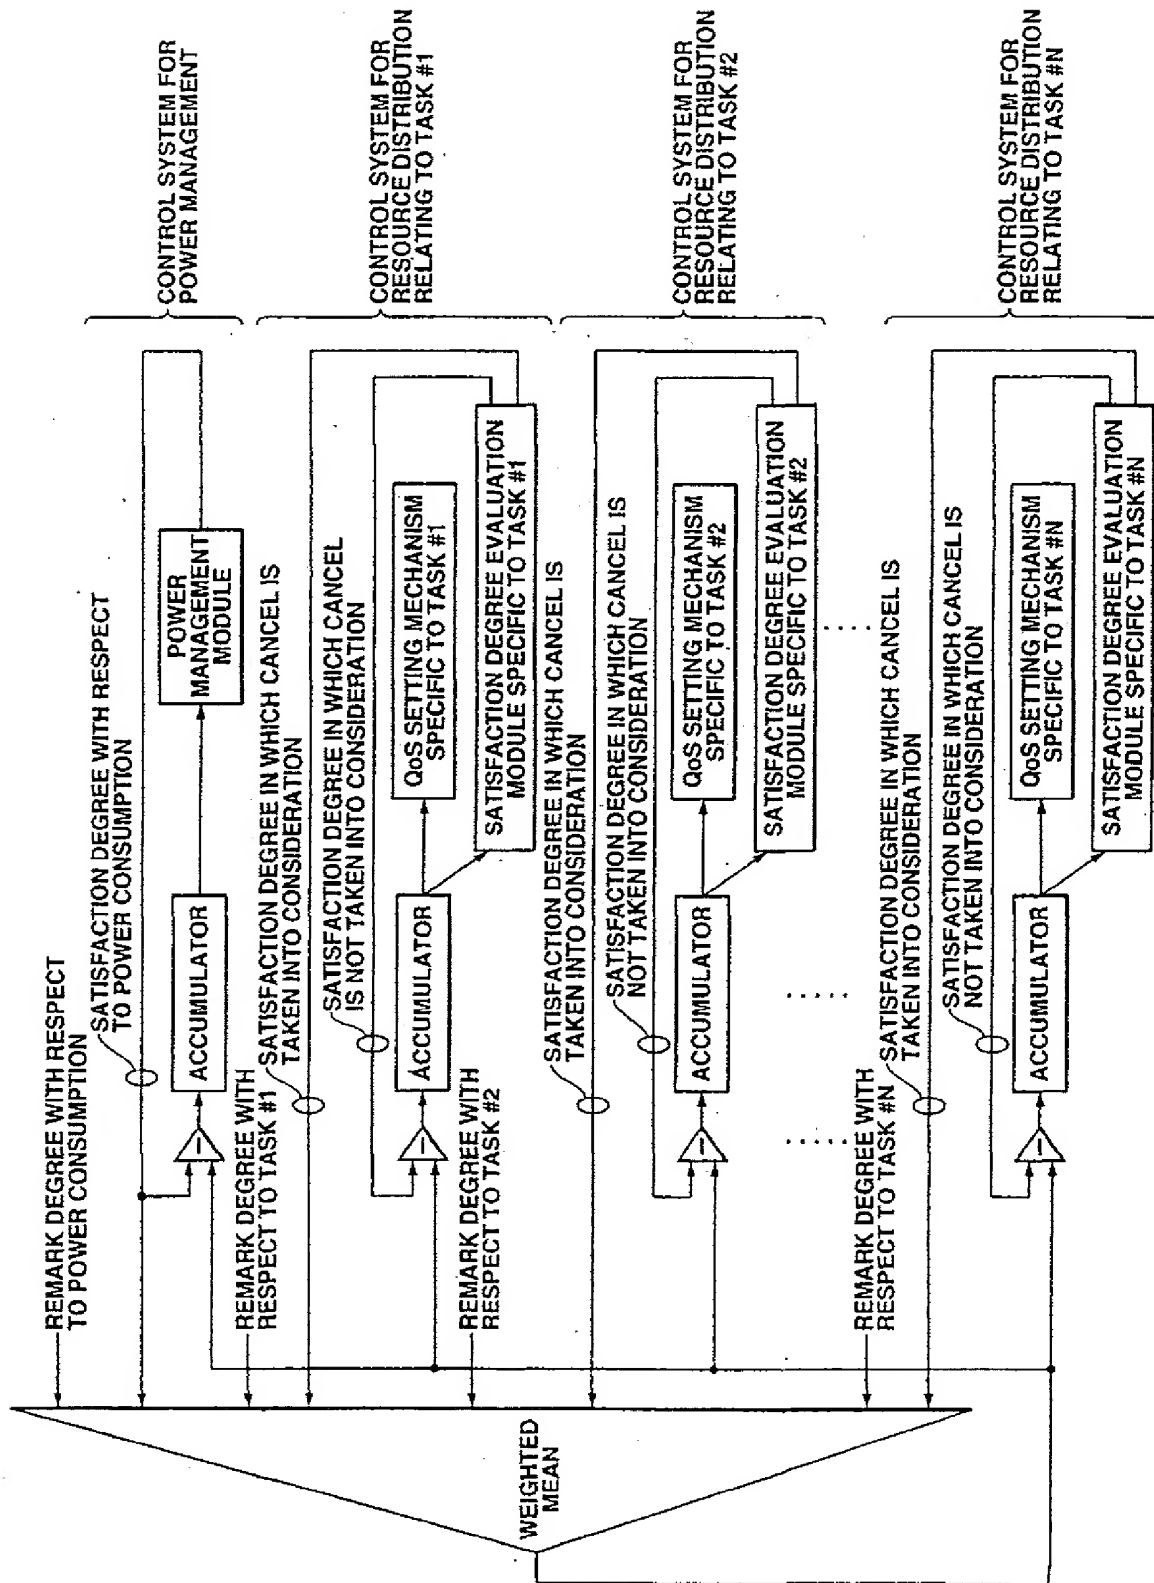 REMARK DEGREE WITH RESPECT
TO POWER CONSUMPTION
SATISFACTION DEGREE WITH RESPECT
TO POWER CONSUMPTION
ACCUMULATOR
POWER
MANAGEMENT
MODULE
CONTROL SYSTEM FOR
POWER MANAGEMENT
REMARK DEGREE WITH
RESPECT TO TASK #1
SATISFACTION DEGREE IN WHICH CANCEL IS
TAKEN INTO CONSIDERATION
SATISFACTION DEGREE IN WHICH CANCEL
IS NOT TAKEN INTO CONSIDERATION
ACCUMULATOR
QoS SETTING MECHANISM
SPECIFIC TO TASK #1
SATISFACTION DEGREE EVALUATION
MODULE SPECIFIC TO TASK #1
CONTROL SYSTEM FOR
RESOURCE DISTRIBUTION
RELATING TO TASK #1
REMARK DEGREE WITH
RESPECT TO TASK #2
SATISFACTION DEGREE IN WHICH CANCEL IS
TAKEN INTO CONSIDERATION
SATISFACTION DEGREE IN WHICH CANCEL IS
NOT TAKEN INTO CONSIDERATION
ACCUMULATOR
QoS SETTING MECHANISM
SPECIFIC TO TASK #2
SATISFACTION DEGREE EVALUATION
MODULE SPECIFIC TO TASK #2
CONTROL SYSTEM FOR
RESOURCE DISTRIBUTION
RELATING TO TASK #2
REMARK DEGREE WITH
RESPECT TO TASK #N
SATISFACTION DEGREE IN WHICH CANCEL IS
TAKEN INTO CONSIDERATION
SATISFACTION DEGREE IN WHICH CANCEL IS
NOT TAKEN INTO CONSIDERATION
ACCUMULATOR
QoS SETTING MECHANISM
SPECIFIC TO TASK #N
SATISFACTION DEGREE EVALUATION
MODULE SPECIFIC TO TASK #N
CONTROL SYSTEM FOR
RESOURCE DISTRIBUTION
RELATING TO TASK #N
WEIGHTED
MEAN